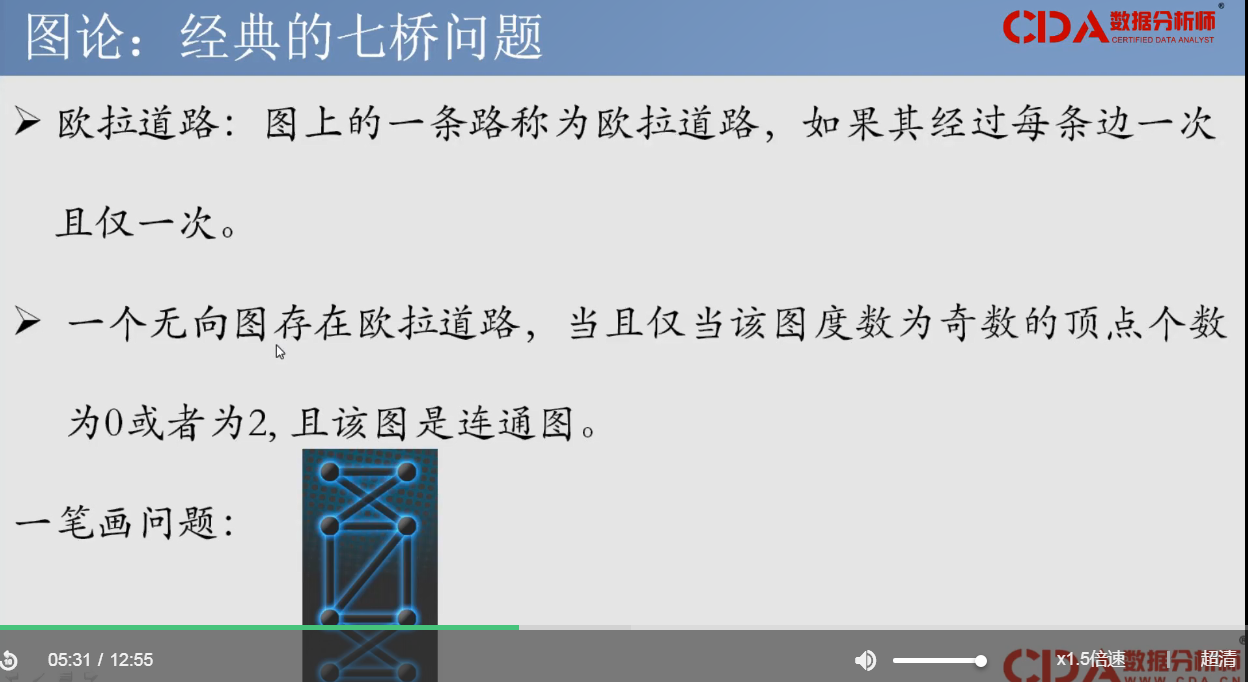 图论：经典的七桥问题
CDA数据分析师®
CERTIFIED DATA ANALYST
欧拉道路：图上的一条路称为欧拉道路，如果其经过每条边一次
且仅一次。
一个无向图存在欧拉道路，当且仅当该图度数为奇数的顶点个数
为0或者为2,且该图是连通图。
一笔画问题：
10
05:31 / 12:55
x1.5倍速
超清
CDA数据分析师
WWW.CDA.CN